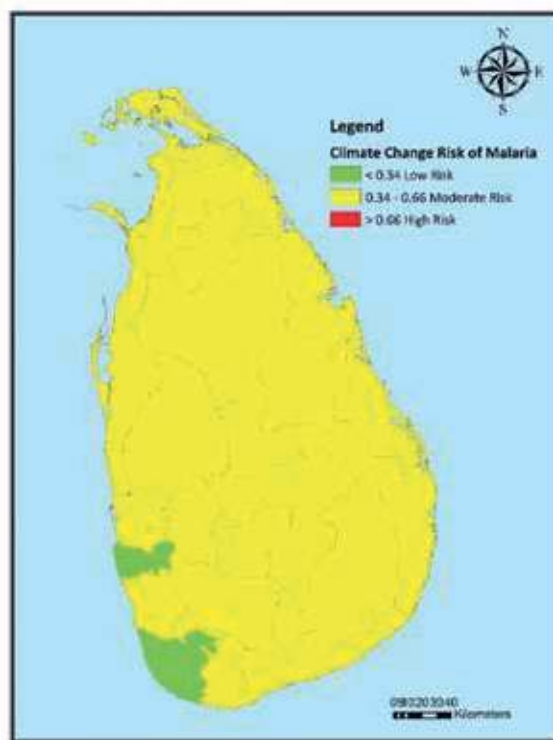 N
W E
S
Legend
Climate Change Risk of Malaria
< 0.34 Low Risk
0.34 - 0.66 Moderate Risk
> 0.66 High Risk
Kilometers